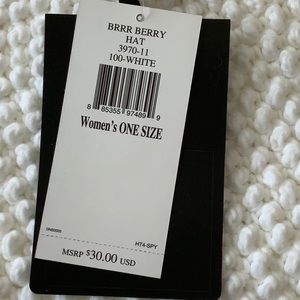 BRRR BERRY
HAT
3970-11
100-WHITE
8 85355 97489 9
Women's ONE SIZE
HT4-SPY
MSRP $30.00 USD